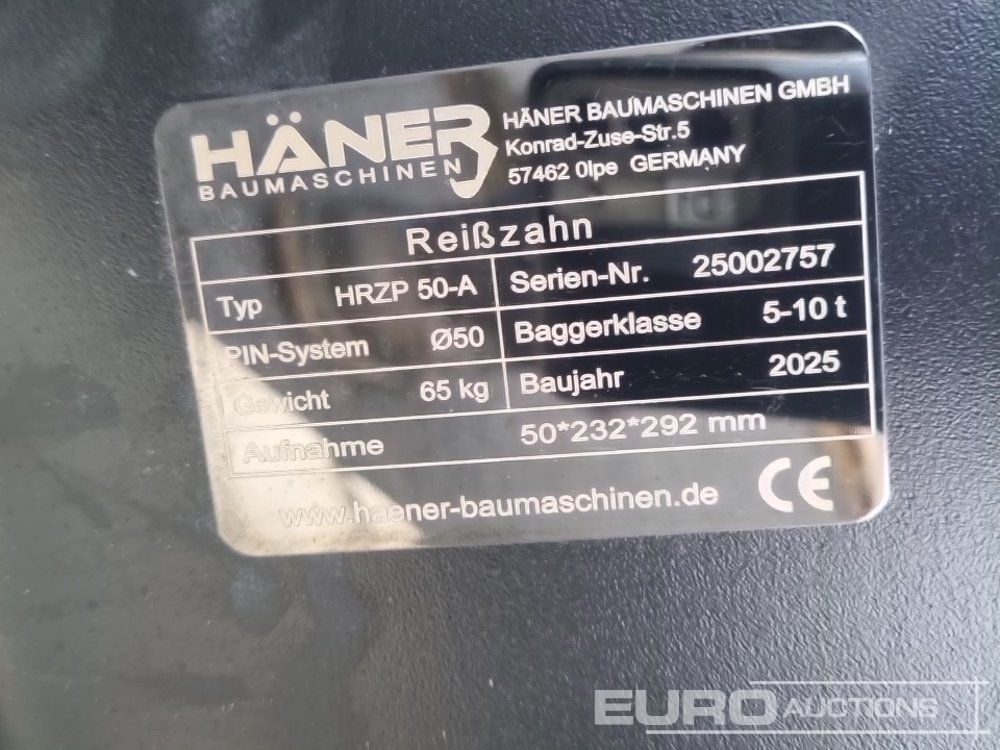 HÄNER
BAUMASCHINEN
HÄNER BAUMASCHINEN GMBH
Konrad-Zuse-Str.5
57462 Olpe GERMANY
Reißzahn
Typ HRZP 50-A Serien-Nr. 25002757
PIN-System Ø50 Baggerklasse 5-10 t
Gewicht 65 kg Baujahr 2025
Aufnahme 50*232*292 mm
www.haener-baumaschinen.de CE
EURO AUCTIONS